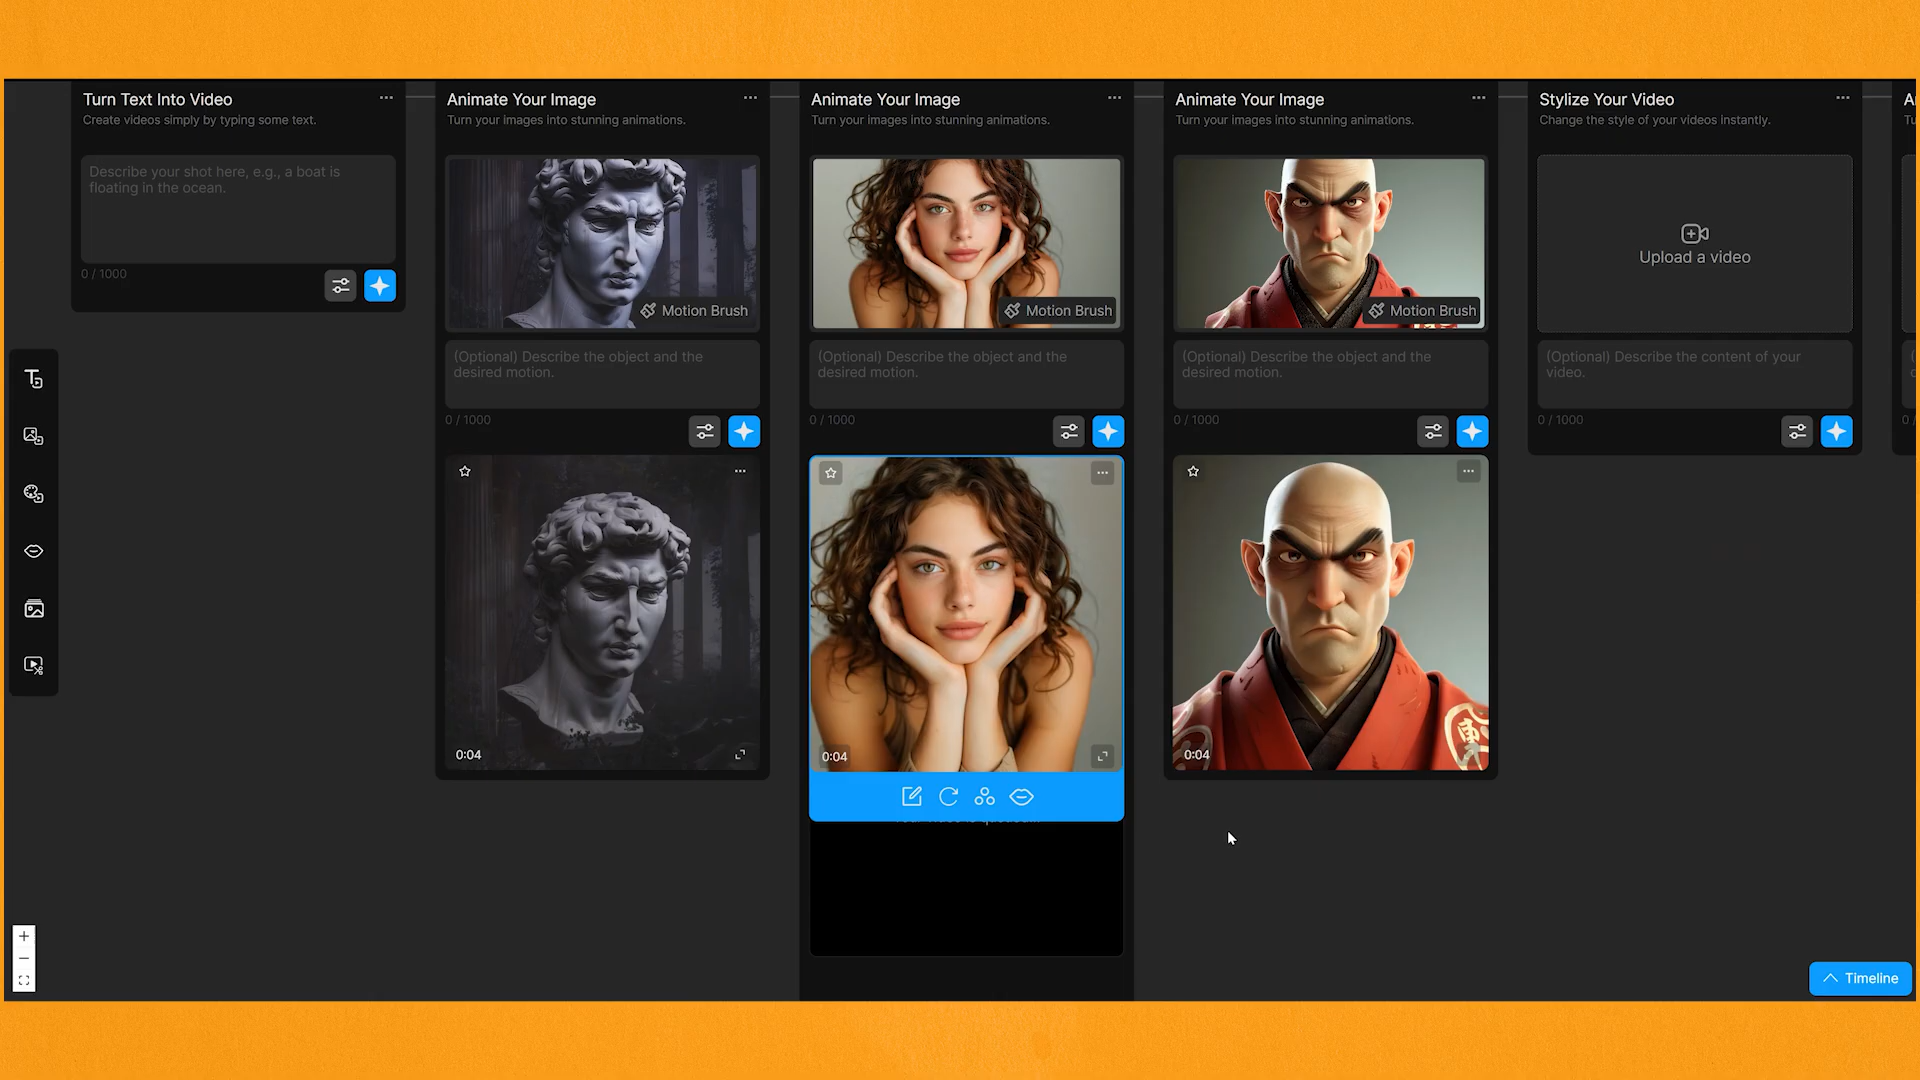 Turn Text Into Video
Create videos simply by typing some text.
Describe your shot here, e.g., a boat is
floating in the ocean.
0 / 1000
Animate Your Image
Turn your images into stunning animations.
Motion Brush
(Optional) Describe the object and the
desired motion.
0 / 1000
0:04
Animate Your Image
Turn your images into stunning animations.
Motion Brush
(Optional) Describe the object and the
desired motion.
0 / 1000
0:04
Animate Your Image
Turn your images into stunning animations.
Motion Brush
(Optional) Describe the object and the
desired motion.
0 / 1000
0:04
Stylize Your Video
Change the style of your videos instantly.
Upload a video
(Optional) Describe the content of your
video.
0 / 1000
Timeline